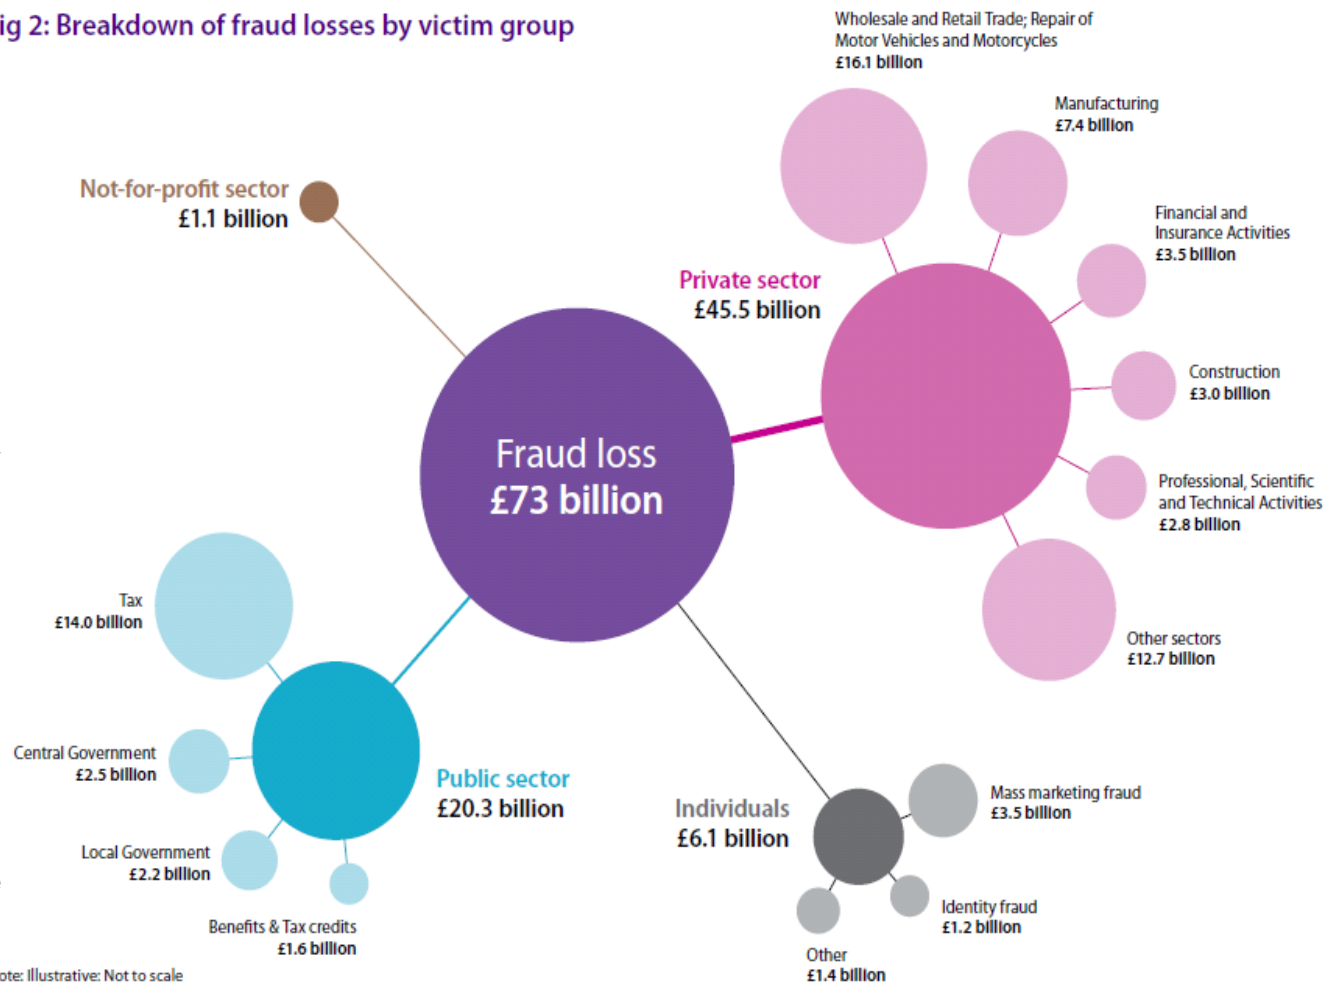 ig 2: Breakdown of fraud losses by victim group
Wholesale and Retail Trade; Repair of
Motor Vehicles and Motorcycles
£16.1 billion
Manufacturing
£7.4 billion
Not-for-profit sector
£1.1 billion
Financial and
Insurance Activities
£3.5 billion
Private sector
£45.5 billion
Construction
£3.0 billion
Fraud loss
£73 billion
Professional, Scientific
and Technical Activities
£2.8 billion
Tax
£14.0 billion
Other sectors
£12.7 billion
Central Government
£2.5 billion
Public sector
£20.3 billion
Individuals
£6.1 billion
Mass marketing fraud
£3.5 billion
Local Government
£2.2 billion
Benefits & Tax credits
£1.6 billion
Identity fraud
£1.2 billion
Other
£1.4 billion
ote: Illustrative: Not to scale